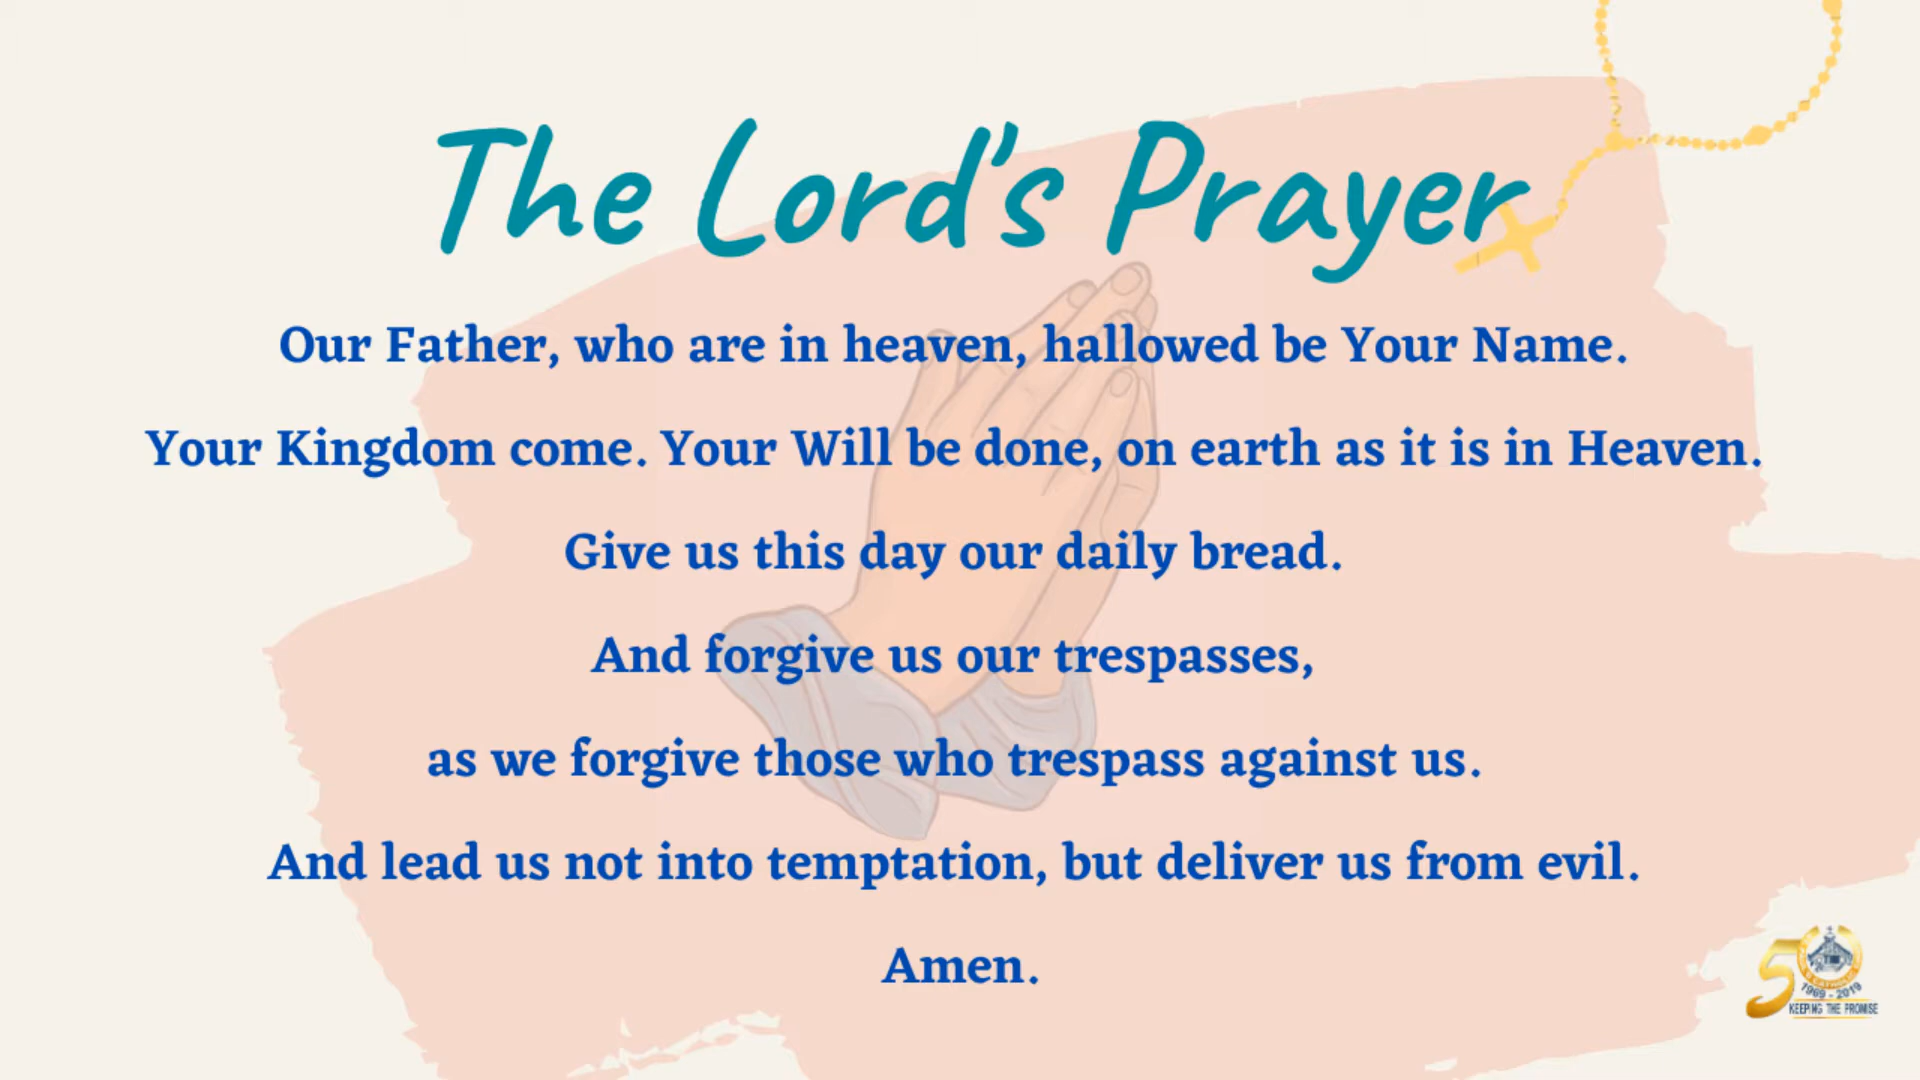 The Lord's Prayer
Our Father, who are in heaven, hallowed be Your Name.
Your Kingdom come. Your Will be done, on earth as it is in Heaven.
Give us this day our daily bread.
And forgive us our trespasses,
as we forgive those who trespass against us.
And lead us not into temptation, but deliver us from evil.
Amen.
50
1969 - 2019
KEEPING THE PROMISE